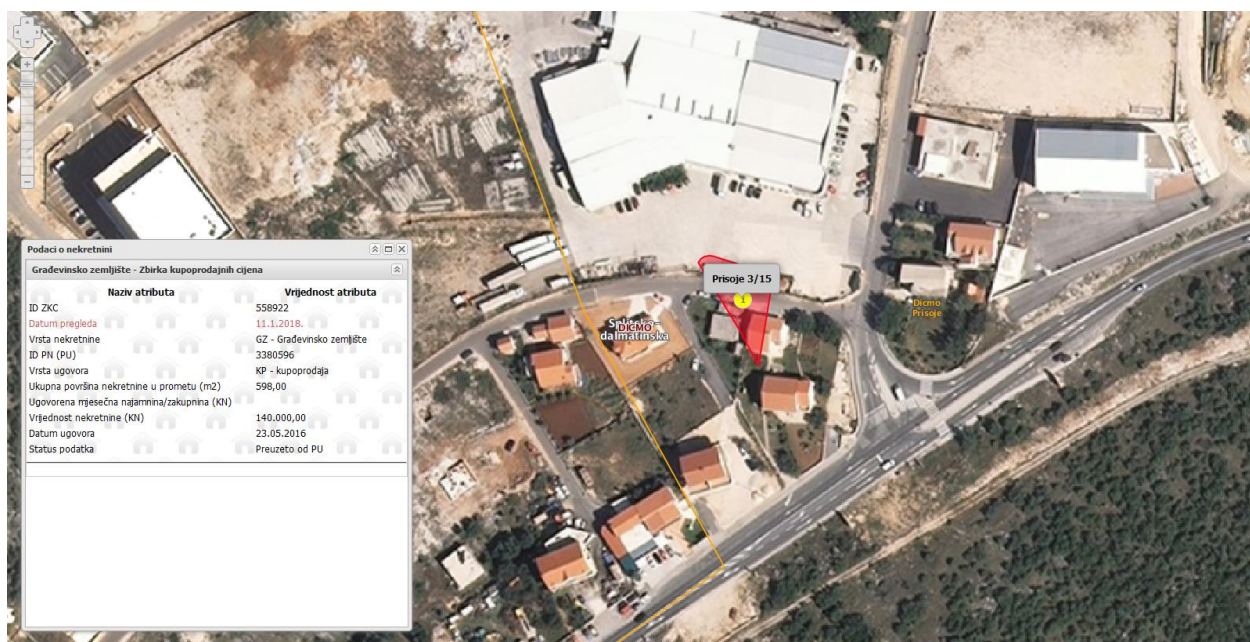 Podaci o nekretnini
Građevinsko zemljište - Zbirka kupoprodajnih cijena
Naziv atributa Vrijednost atributa
ID ZKC 558922
Datum pregleda 11.1.2018.
Vrsta nekretnine GZ - Građevinsko zemljište
ID PN (PU) 3380596
Vrsta ugovora KP - kupoprodaja
Ukupna površina nekretnine u prometu (m2) 598,00
Ugovorena mjesečna najamnina/zakupnina (KN)
Vrijednost nekretnine (KN) 140.000,00
Datum ugovora 23.05.2016
Status podatka Preuzeto od PU
Prisoje 3/15
i
Splitsko-
DICMO
dalmatinska
Dicmo
Prisoje